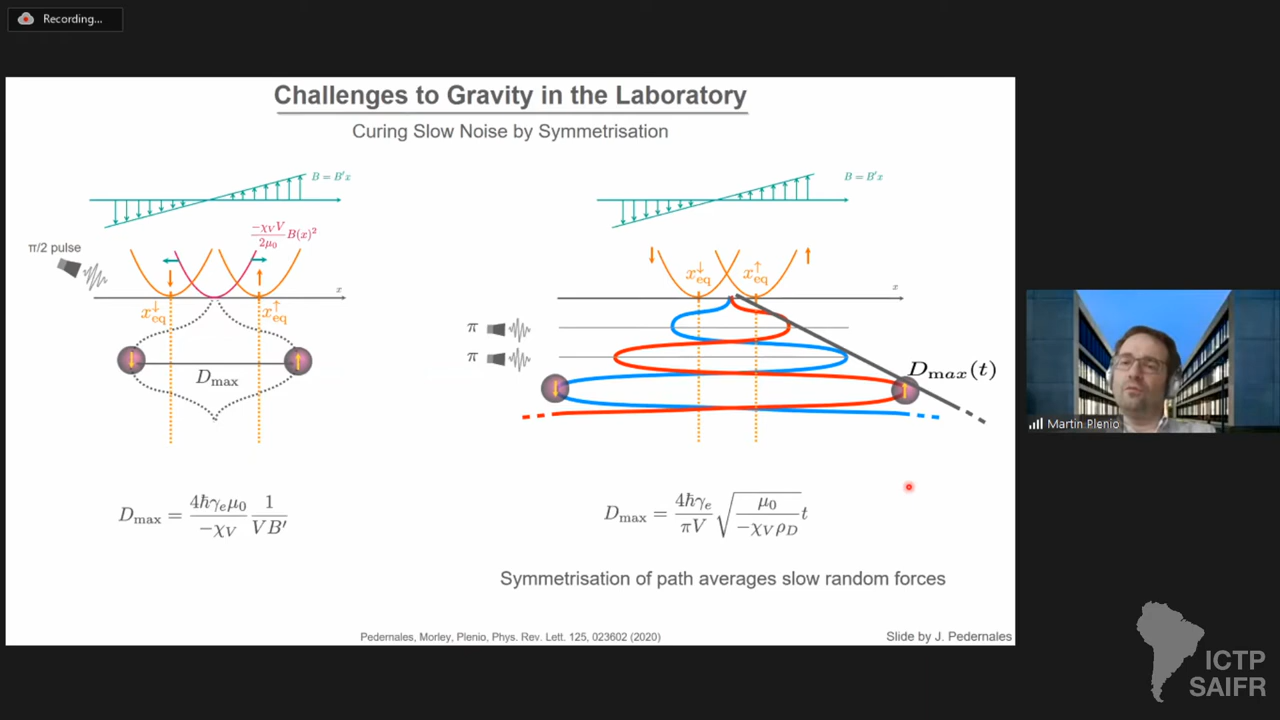 Recording...
Challenges to Gravity in the Laboratory
Curing Slow Noise by Symmetrisation
B = B′x
B = B′x
π/2 pulse
−χ_V V / 2μ₀ B(x)²
x
x_eq^↓
x_eq^↑
D_max
x_eq^↓
x_eq^↑
x
π
π
D_max(t)
D_max = 4ħγ_eμ₀ / −χ_V 1 / VB′
D_max = 4ħγ_e / πV √(μ₀ / −χ_V ρ_D) t
Symmetrisation of path averages slow random forces
Pedernales, Morley, Plenio, Phys. Rev. Lett. 125, 023602 (2020)
Slide by J. Pedernales
Martin Plenio
ICTP
SAIFR